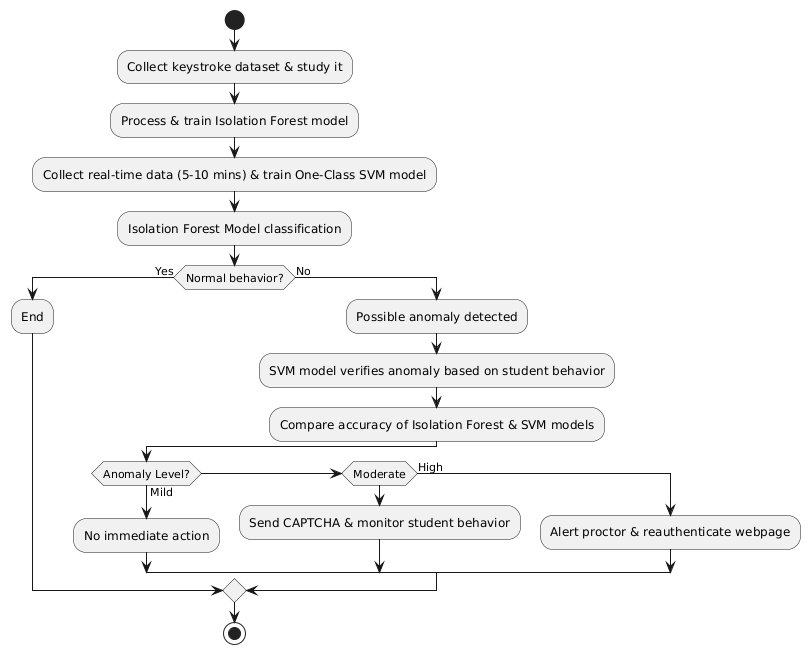 Collect keystroke dataset & study it
Process & train Isolation Forest model
Collect real-time data (5-10 mins) & train One-Class SVM model
Isolation Forest Model classification
Yes
Normal behavior?
No
End
Possible anomaly detected
SVM model verifies anomaly based on student behavior
Compare accuracy of Isolation Forest & SVM models
Anomaly Level?
Moderate
High
Mild
No immediate action
Send CAPTCHA & monitor student behavior
Alert proctor & reauthenticate webpage